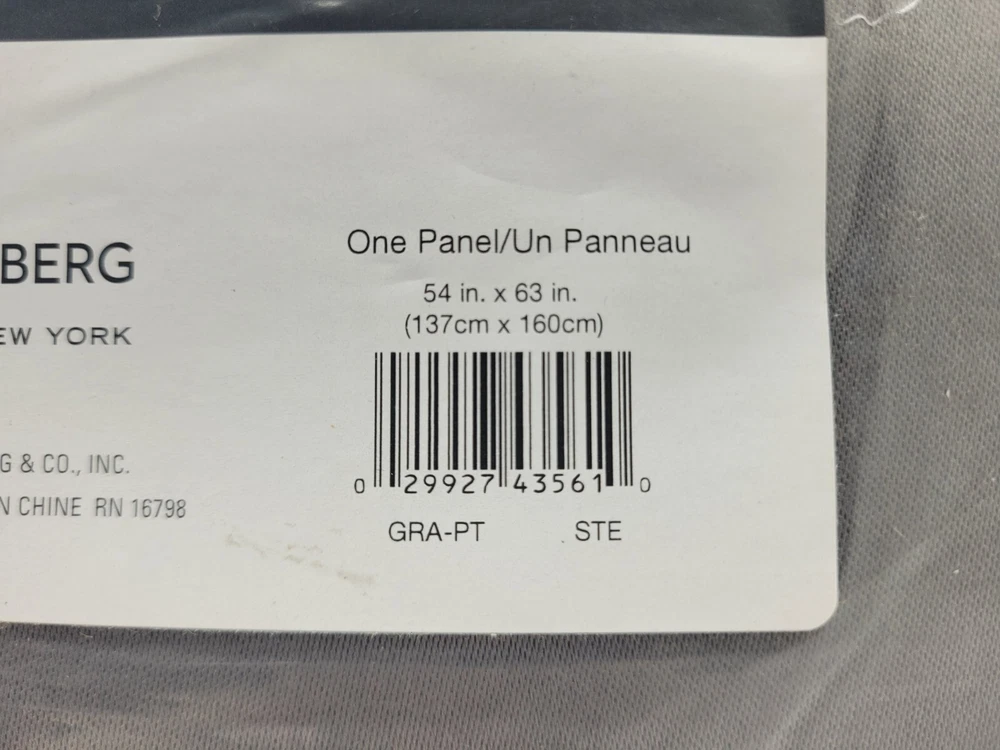 BERG
EW YORK
G & CO., INC.
N CHINE RN 16798
One Panel/Un Panneau
54 in. x 63 in.
(137cm x 160cm)
0 29927 43561 0
GRA-PT STE